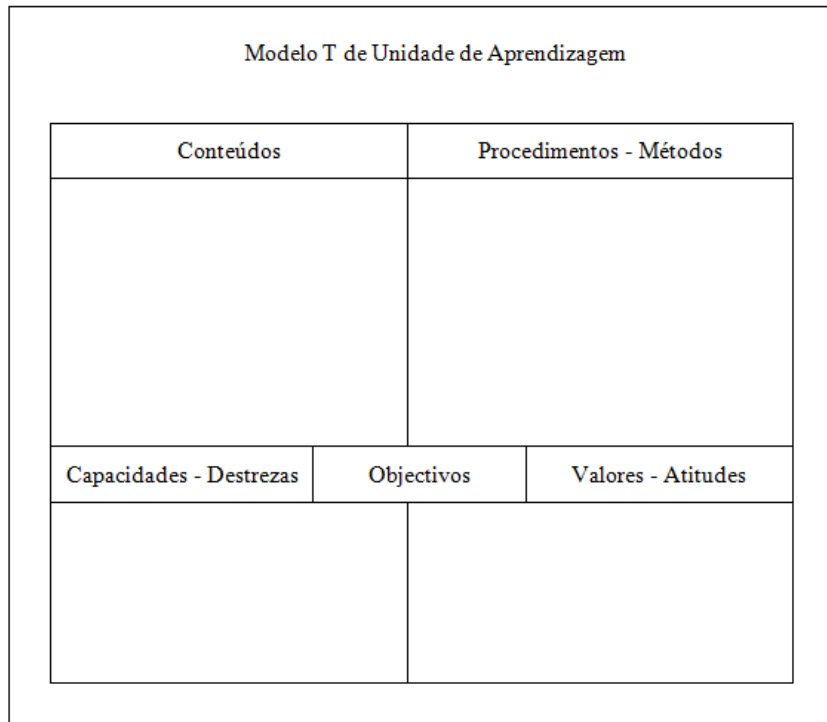 Modelo T de Unidade de Aprendizagem
Conteúdos
Procedimentos - Métodos
Capacidades - Destrezas
Objectivos
Valores - Atitudes